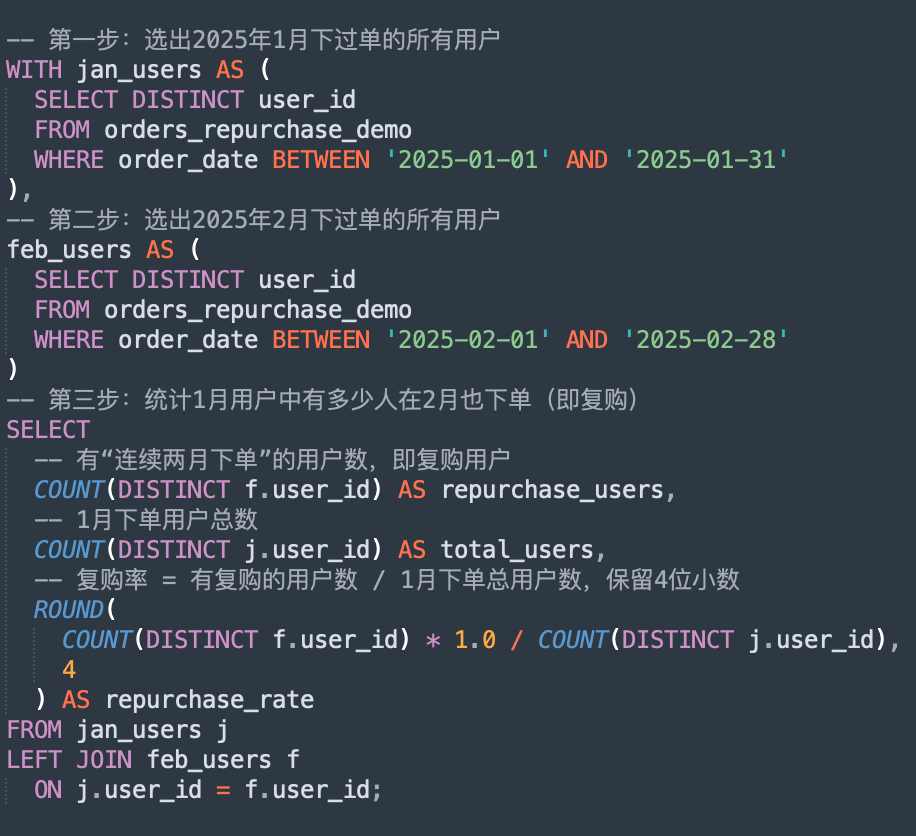 -- 第一步：选出2025年1月下过单的所有用户
WITH jan_users AS (
  SELECT DISTINCT user_id
  FROM orders_repurchase_demo
  WHERE order_date BETWEEN '2025-01-01' AND '2025-01-31'
),
-- 第二步：选出2025年2月下过单的所有用户
feb_users AS (
  SELECT DISTINCT user_id
  FROM orders_repurchase_demo
  WHERE order_date BETWEEN '2025-02-01' AND '2025-02-28'
)
-- 第三步：统计1月用户中有多少人在2月也下单（即复购）
SELECT
  -- 有“连续两月下单”的用户数，即复购用户
  COUNT(DISTINCT f.user_id) AS repurchase_users,
  -- 1月下单用户总数
  COUNT(DISTINCT j.user_id) AS total_users,
  -- 复购率 = 有复购的用户数 / 1月下单总用户数，保留4位小数
  ROUND(
    COUNT(DISTINCT f.user_id) * 1.0 / COUNT(DISTINCT j.user_id),
    4
  ) AS repurchase_rate
FROM jan_users j
LEFT JOIN feb_users f
  ON j.user_id = f.user_id;